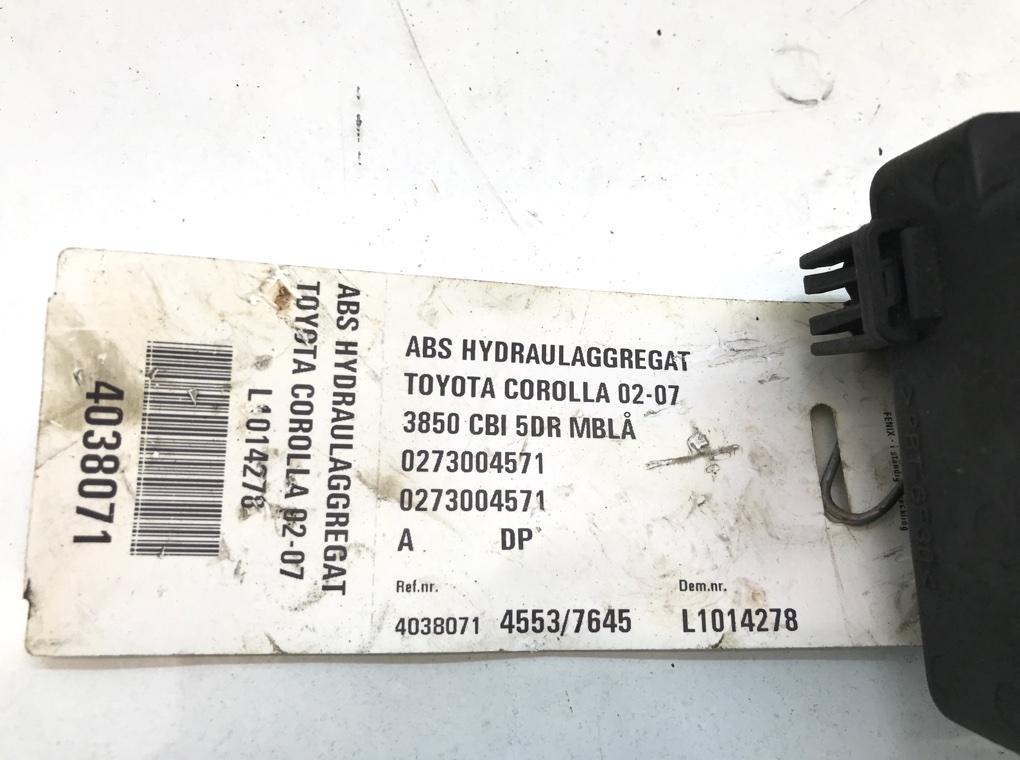 ABS HYDRAULAGGREGAT
TOYOTA COROLLA 02-07
3850 CBI 5DR MBLÅ
0273004571
0273004571
A DP
Ref.nr. Dem.nr.
4038071 4553/7645 L1014278
ABS HYDRAULAGGREGAT
TOYOTA COROLLA 02-07
L1014278
4038071
FENIX - i